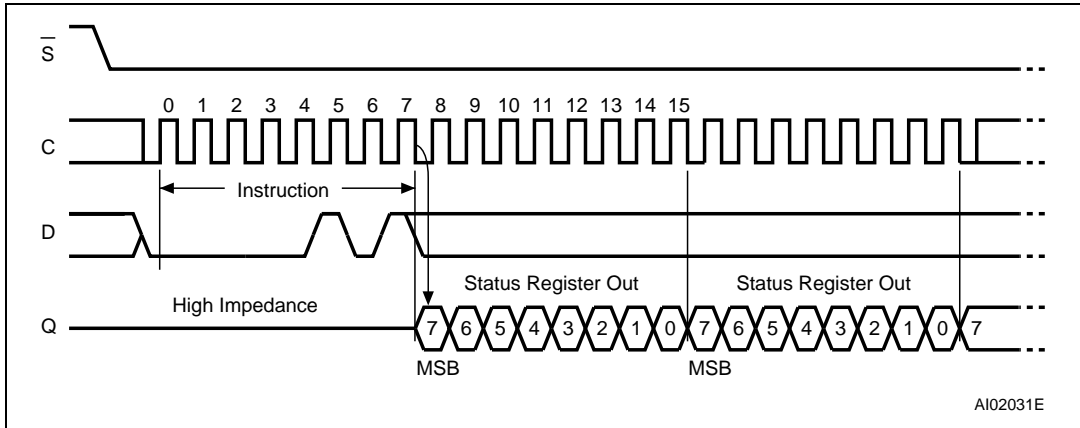 S
0 1 2 3 4 5 6 7 8 9 10 11 12 13 14 15
C
Instruction
D
Status Register Out Status Register Out
High Impedance
Q 7 6 5 4 3 2 1 0 7 6 5 4 3 2 1 0 7
MSB MSB
AI02031E